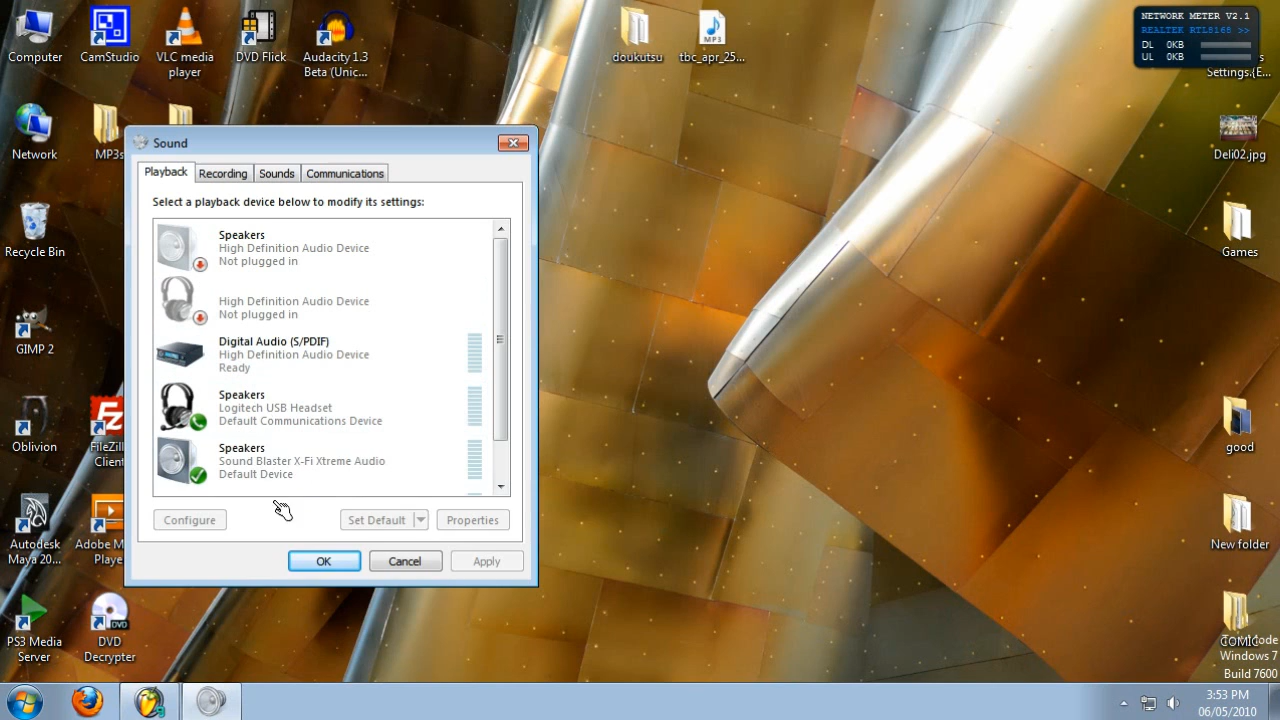 Computer
CamStudio
VLC media
player
DVD Flick
Audacity 1.3
Beta (Unic...
doukutsu
MP3
tbc_apr_25...
NETWORK METER V2.1
REALTEK RTL8168 >>
DL 0KB
UL 0KB
Settings.{E...
Network
MP3s
Deli02.jpg
Recycle Bin
Games
GIMP 2
Oblivion
FileZilla
Client
good
Autodesk
Maya 20...
Adobe M
Player
New folder
PS3 Media
Server
DVD
DVD
Decrypter
Windows 7
Build 7600
Sound
Playback
Recording
Sounds
Communications
Select a playback device below to modify its settings:
Speakers
High Definition Audio Device
Not plugged in
High Definition Audio Device
Not plugged in
Digital Audio (S/PDIF)
High Definition Audio Device
Ready
Speakers
Logitech USB Headset
Default Communications Device
Speakers
Sound Blaster X-Fi Xtreme Audio
Default Device
Configure
Set Default
Properties
OK
Cancel
Apply
3:53 PM
06/05/2010